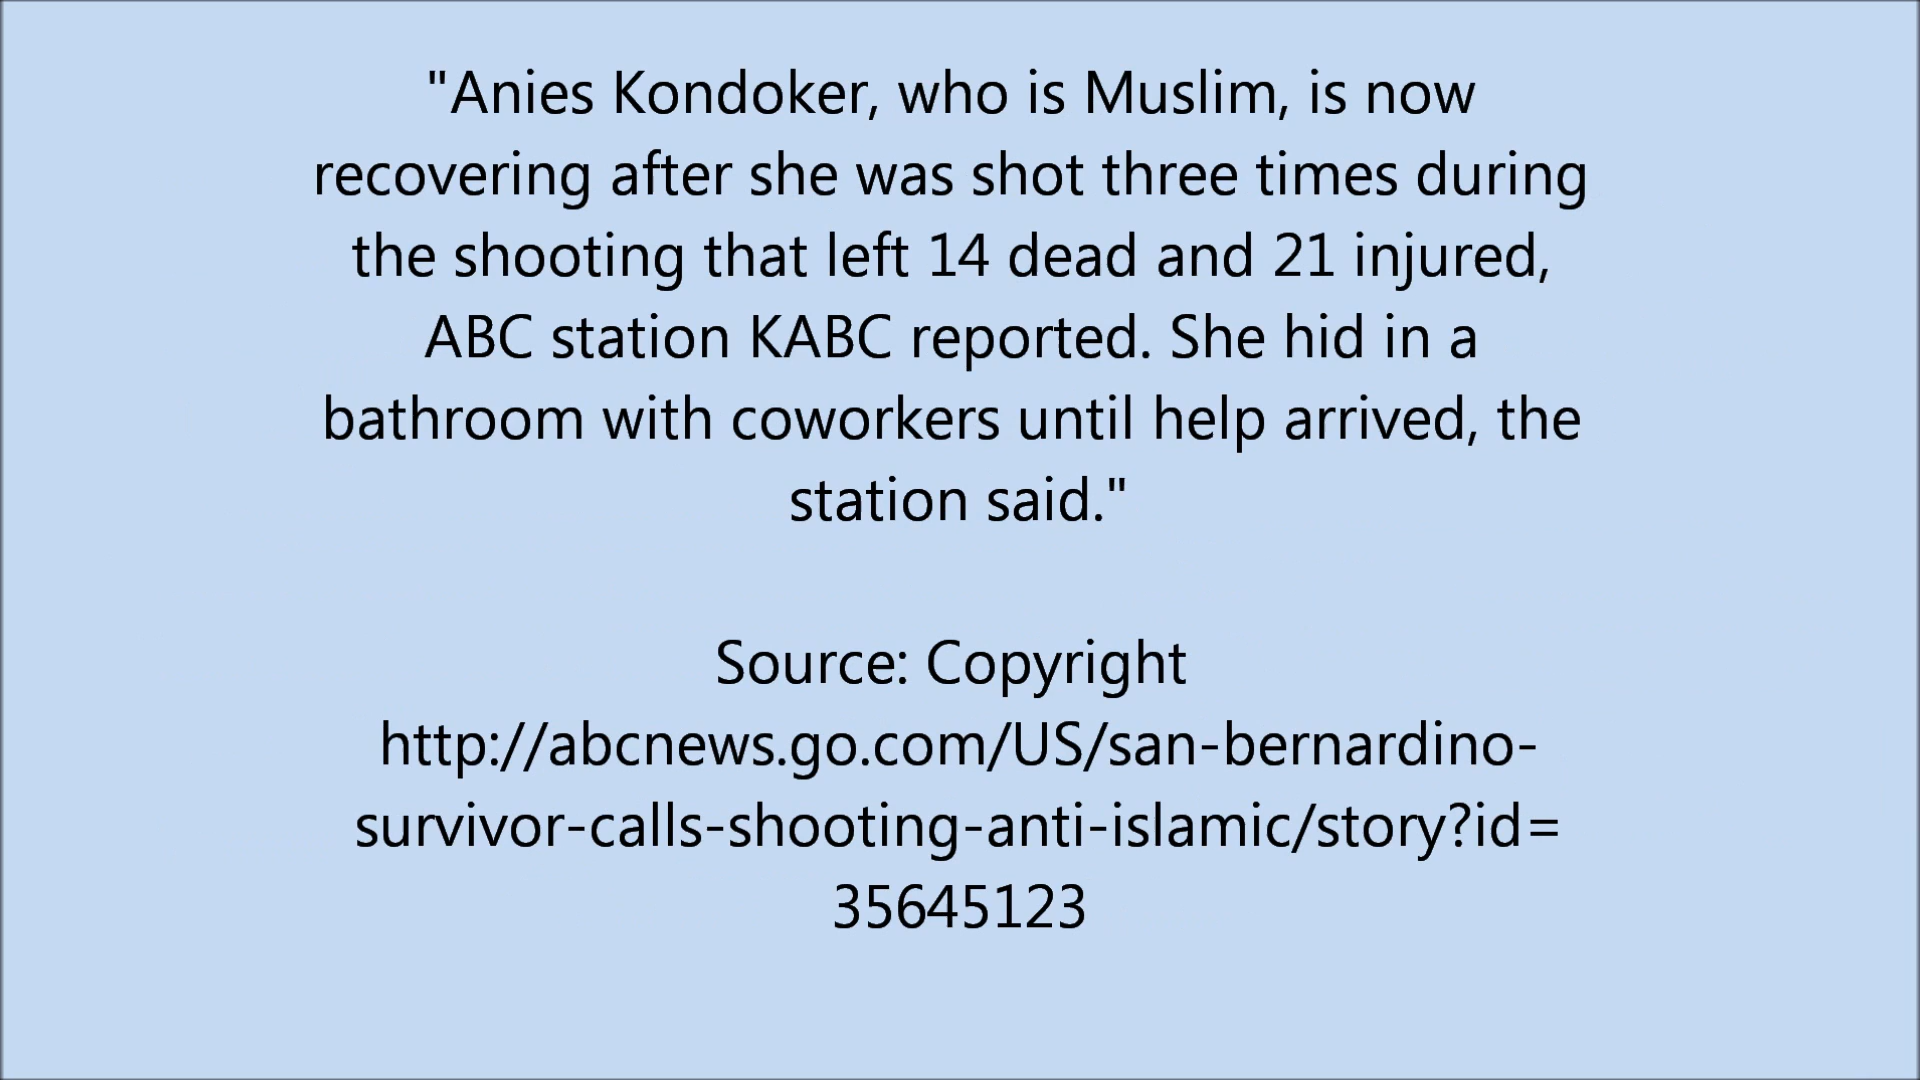 "Anies Kondoker, who is Muslim, is now
recovering after she was shot three times during
the shooting that left 14 dead and 21 injured,
ABC station KABC reported. She hid in a
bathroom with coworkers until help arrived, the
station said."
Source: Copyright
http://abcnews.go.com/US/san-bernardino-
survivor-calls-shooting-anti-islamic/story?id=
35645123